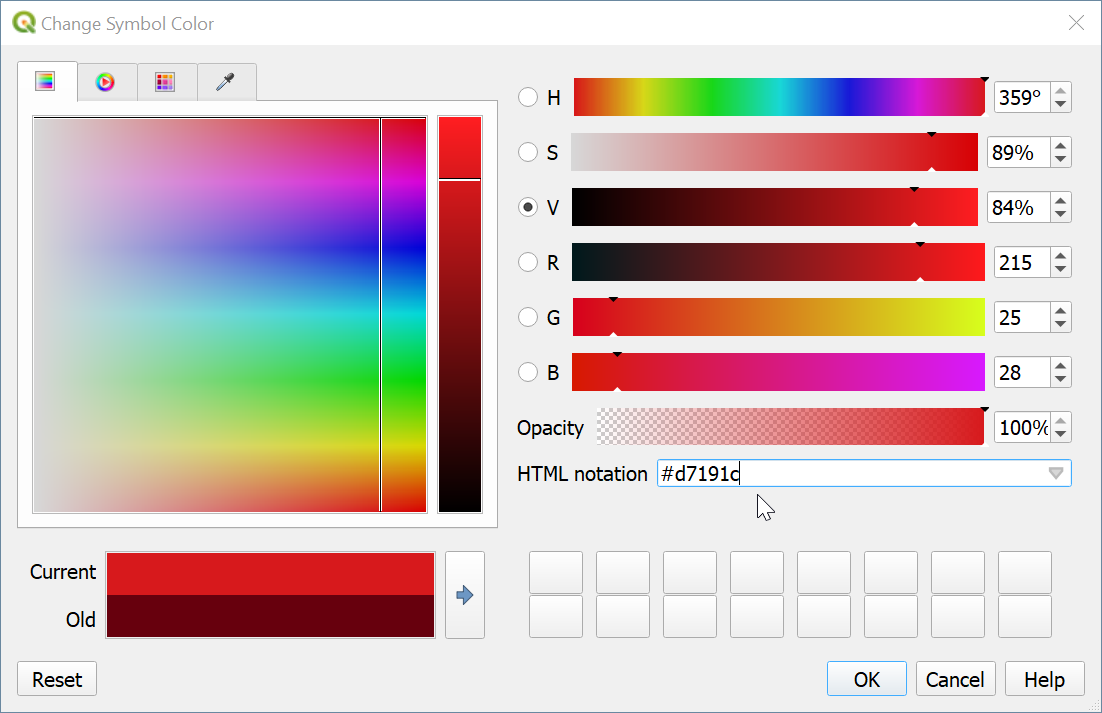 Change Symbol Color
H 359°
S 89%
V 84%
R 215
G 25
B 28
Opacity 100%
HTML notation #d7191c
Current
Old
Reset OK Cancel Help